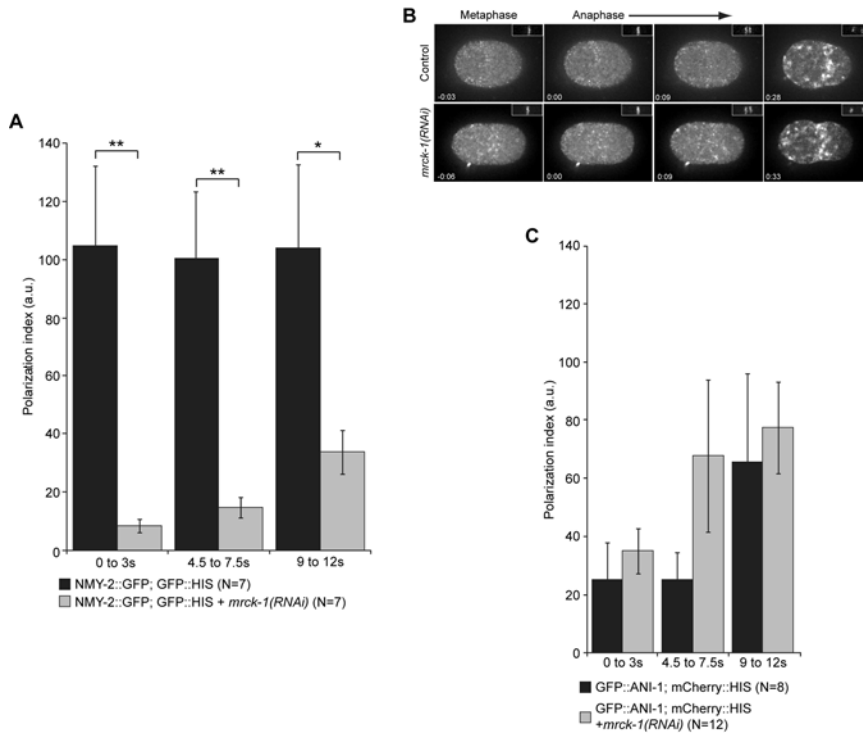 A
140
120
100
80
60
40
20
0
Polarization index (a.u.)
**
**
*
0 to 3s
4.5 to 7.5s
9 to 12s
NMY-2::GFP; GFP::HIS (N=7)
NMY-2::GFP; GFP::HIS + mrck-1(RNAi) (N=7)
B
Metaphase
Anaphase
Control
-0:03
0:00
0:09
0:28
mrck-1(RNAi)
-0:06
0:00
0:09
0:33
C
140
120
100
80
60
40
20
0
Polarization index (a.u.)
0 to 3s
4.5 to 7.5s
9 to 12s
GFP::ANI-1; mCherry::HIS (N=8)
GFP::ANI-1; mCherry::HIS
+mrck-1(RNAi) (N=12)